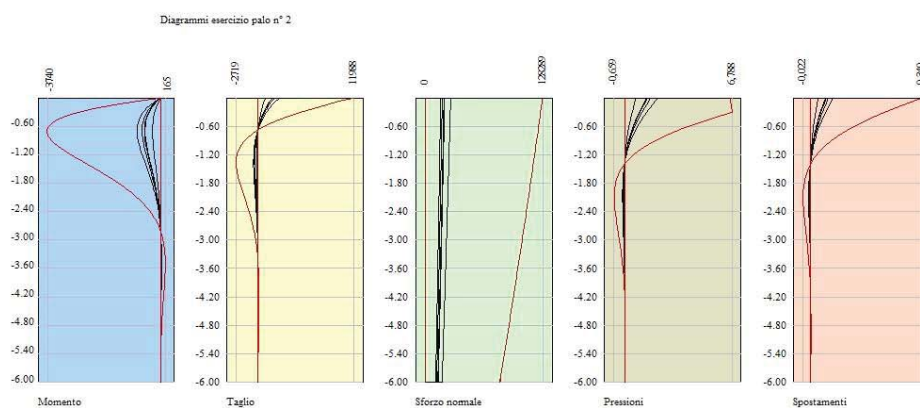 Diagrammi esercizio palo n° 2
-3740 165 -2719 11988 0 128289 -0,659 6,788 -0,022 0,240
-0.60 -0.60 -0.60 -0.60 -0.60
-1.20 -1.20 -1.20 -1.20 -1.20
-1.80 -1.80 -1.80 -1.80 -1.80
-2.40 -2.40 -2.40 -2.40 -2.40
-3.00 -3.00 -3.00 -3.00 -3.00
-3.60 -3.60 -3.60 -3.60 -3.60
-4.20 -4.20 -4.20 -4.20 -4.20
-4.80 -4.80 -4.80 -4.80 -4.80
-5.40 -5.40 -5.40 -5.40 -5.40
-6.00 -6.00 -6.00 -6.00 -6.00
Momento Taglio Sforzo normale Pressioni Spostamenti